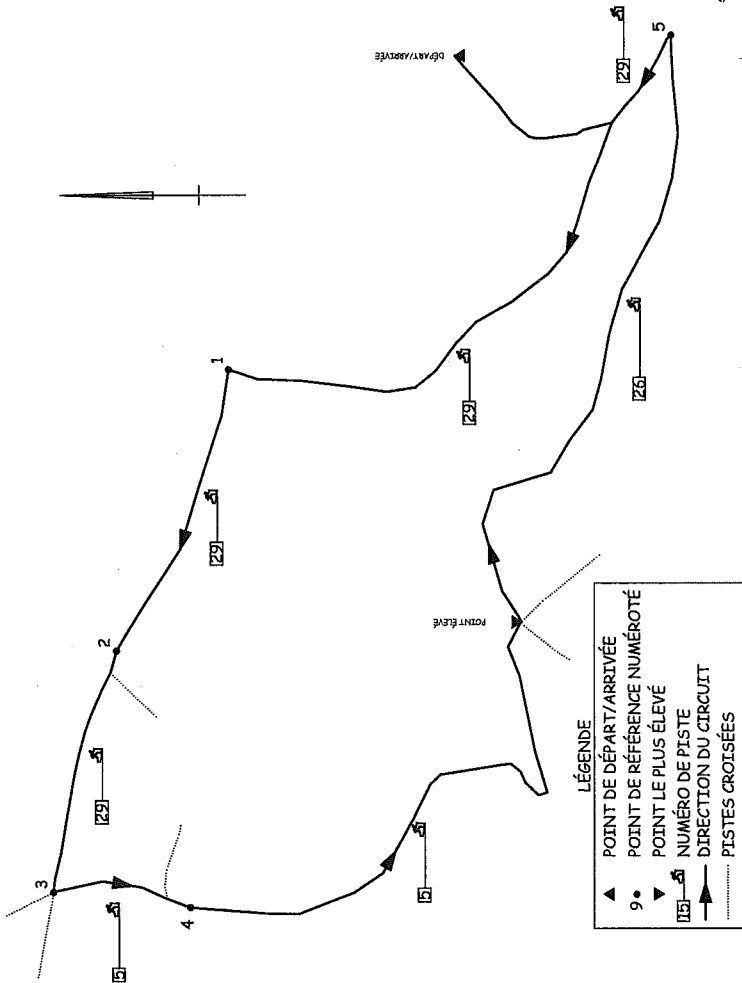 DÉPART/ARRIVÉE
5
29
1
29
26
29
2
POINT ÉLEVÉ
29
3
5
4
5
LÉGENDE
POINT DE DÉPART/ARRIVÉE
9 POINT DE RÉFÉRENCE NUMÉROTÉ
POINT LE PLUS ÉLEVÉ
15 NUMÉRO DE PISTE
DIRECTION DU CIRCUIT
PISTES CROISÉES